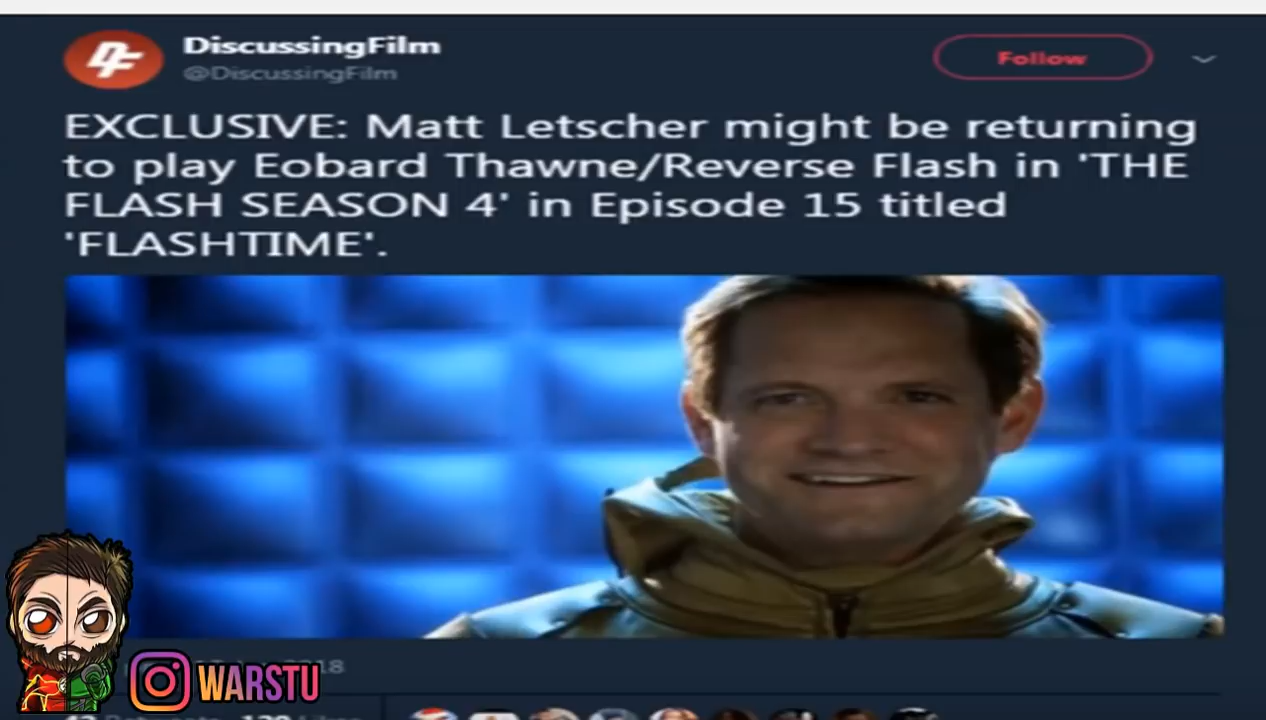 DiscussingFilm
@DiscussingFilm
Follow
EXCLUSIVE: Matt Letscher might be returning
to play Eobard Thawne/Reverse Flash in 'THE
FLASH SEASON 4' in Episode 15 titled
'FLASHTIME'.
WARSTU